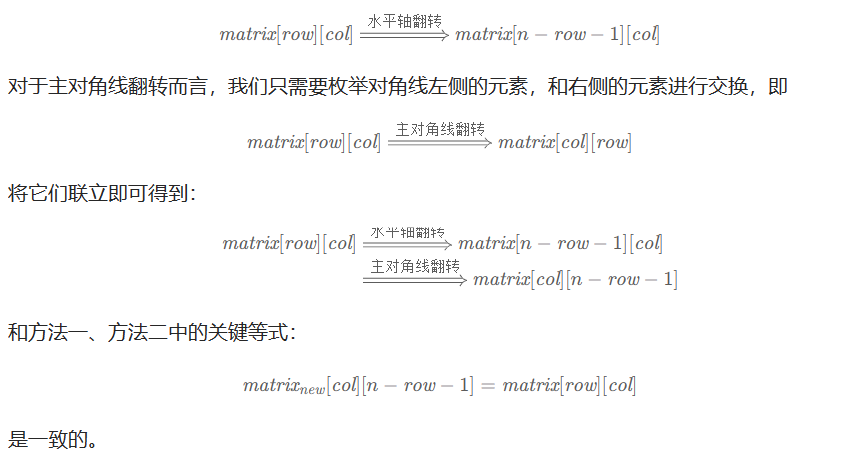 matrix[row][col] 水平轴翻转⟹ matrix[n − row − 1][col]
对于主对角线翻转而言，我们只需要枚举对角线左侧的元素，和右侧的元素进行交换，即
matrix[row][col] 主对角线翻转⟹ matrix[col][row]
将它们联立即可得到：
matrix[row][col] 水平轴翻转⟹ matrix[n − row − 1][col]
主对角线翻转⟹ matrix[col][n − row − 1]
和方法一、方法二中的关键等式：
matrix_new[col][n − row − 1] = matrix[row][col]
是一致的。